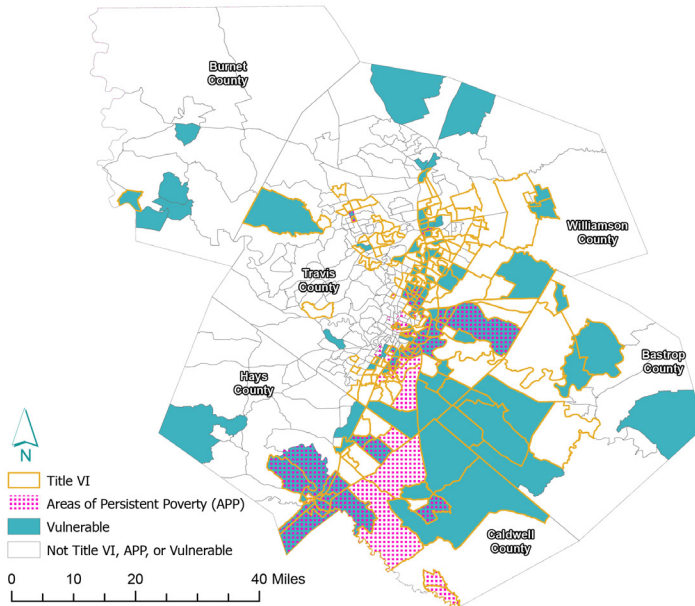 Burnet
County
Williamson
County
Travis
County
Bastrop
County
Hays
County
N
Title VI
Areas of Persistent Poverty (APP)
Vulnerable
Not Title VI, APP, or Vulnerable
Caldwell
County
0 10 20 40 Miles